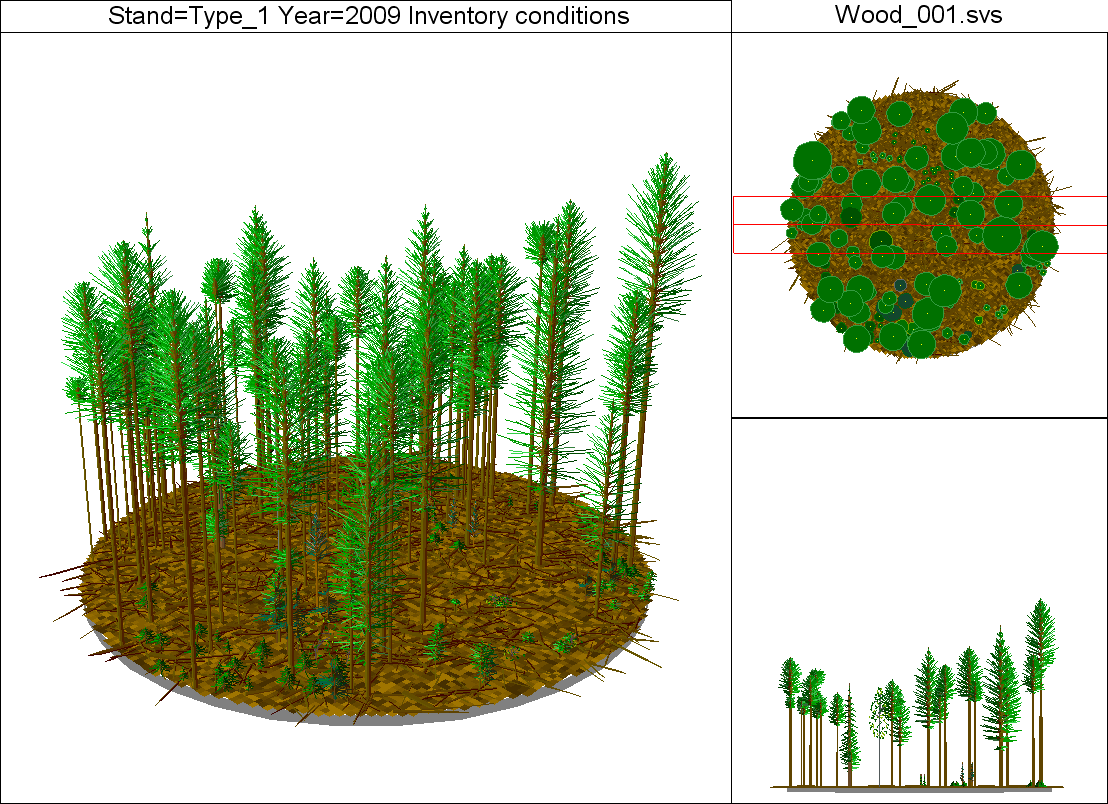 Stand=Type_1 Year=2009 Inventory conditions
Wood_001.svs